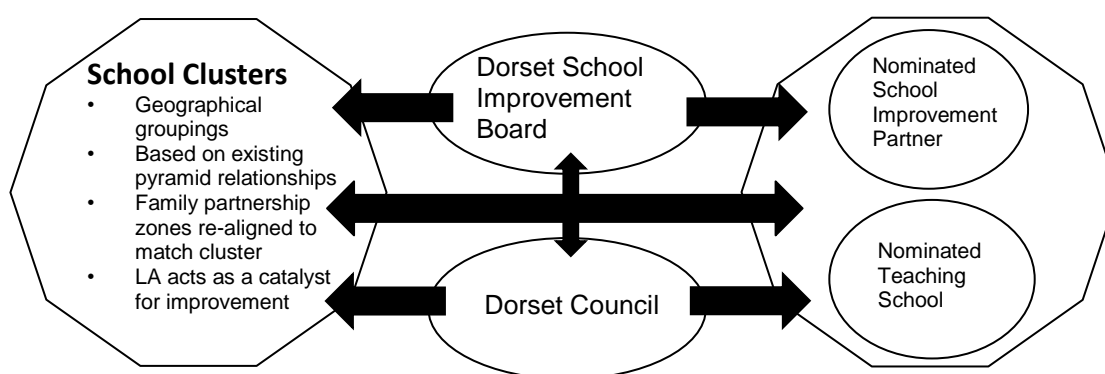 School Clusters
• Geographical
groupings
• Based on existing
pyramid relationships
• Family partnership
zones re-aligned to
match cluster
• LA acts as a catalyst
for improvement
Dorset School
Improvement
Board
Dorset Council
Nominated
School
Improvement
Partner
Nominated
Teaching
School